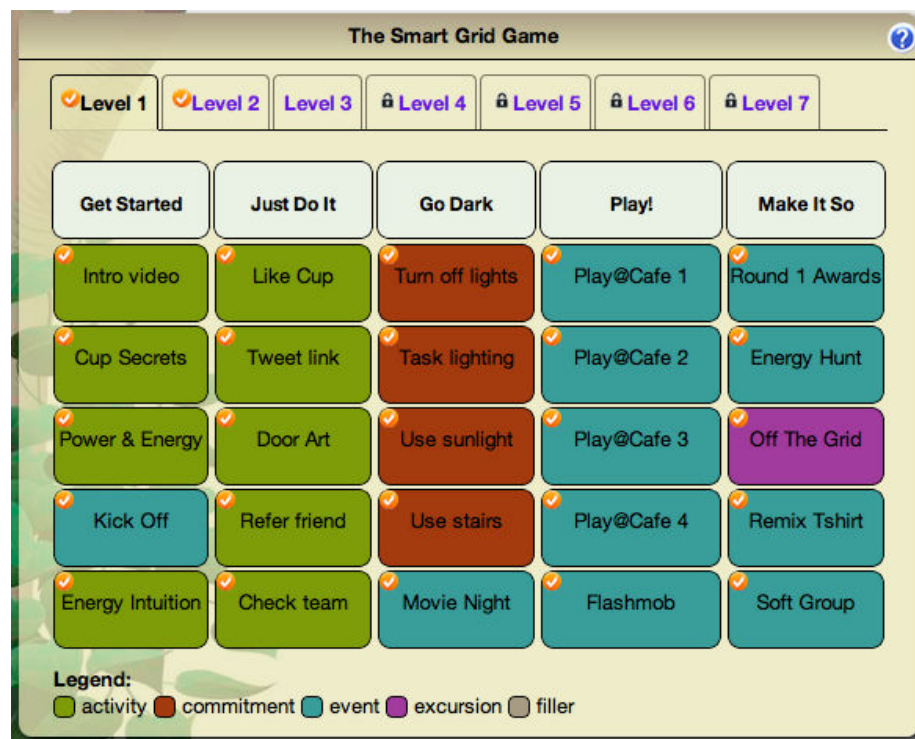 The Smart Grid Game
?
Level 1 Level 2 Level 3 Level 4 Level 5 Level 6 Level 7
Get Started Just Do It Go Dark Play! Make It So
Intro video Like Cup Turn off lights Play@Cafe 1 Round 1 Awards
Cup Secrets Tweet link Task lighting Play@Cafe 2 Energy Hunt
Power & Energy Door Art Use sunlight Play@Cafe 3 Off The Grid
Kick Off Refer friend Use stairs Play@Cafe 4 Remix Tshirt
Energy Intuition Check team Movie Night Flashmob Soft Group
Legend:
activity commitment event excursion filler